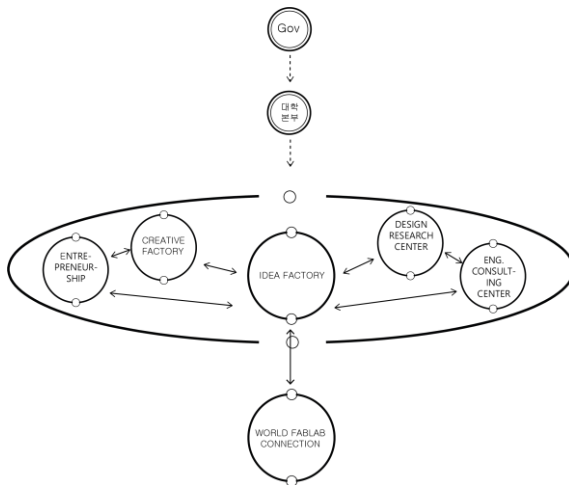 Gov
대학
본부
ENTRE-
PRENEUR-
SHIP
CREATIVE
FACTORY
IDEA FACTORY
DESIGN
RESEARCH
CENTER
ENG.
CONSULT-
ING
CENTER
WORLD FABLAB
CONNECTION